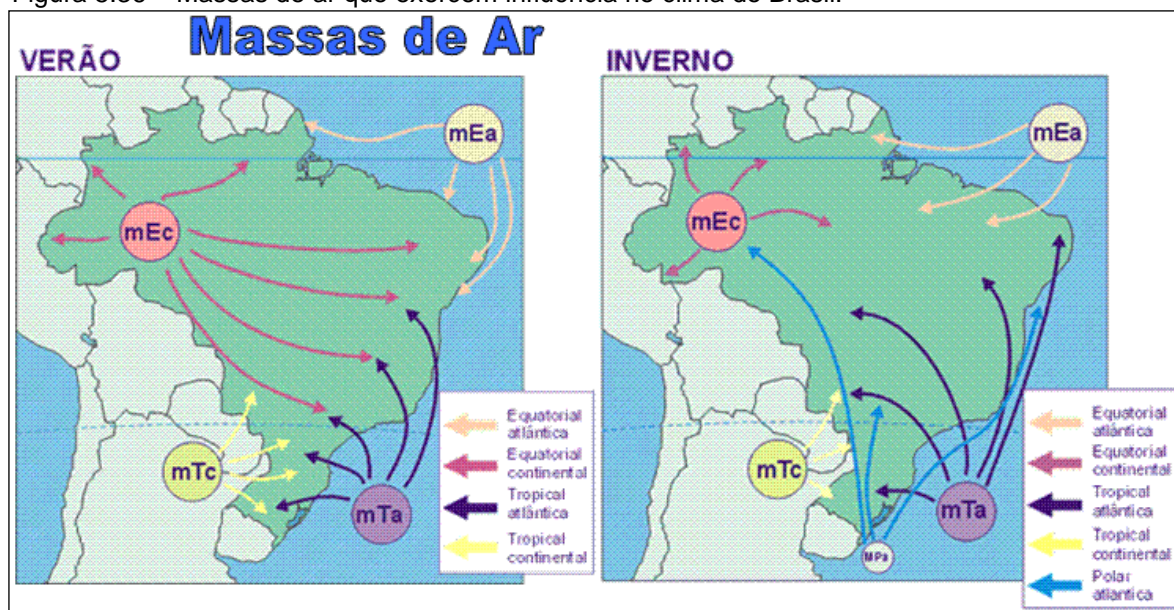 Massas de Ar
VERÃO
mEa
mEc
mTc
mTa
Equatorial
atlântica
Equatorial
continental
Tropical
atlântica
Tropical
continental
INVERNO
mEa
mEc
mTc
mTa
MPa
Equatorial
atlântica
Equatorial
continental
Tropical
atlântica
Tropical
continental
Polar
atlantica